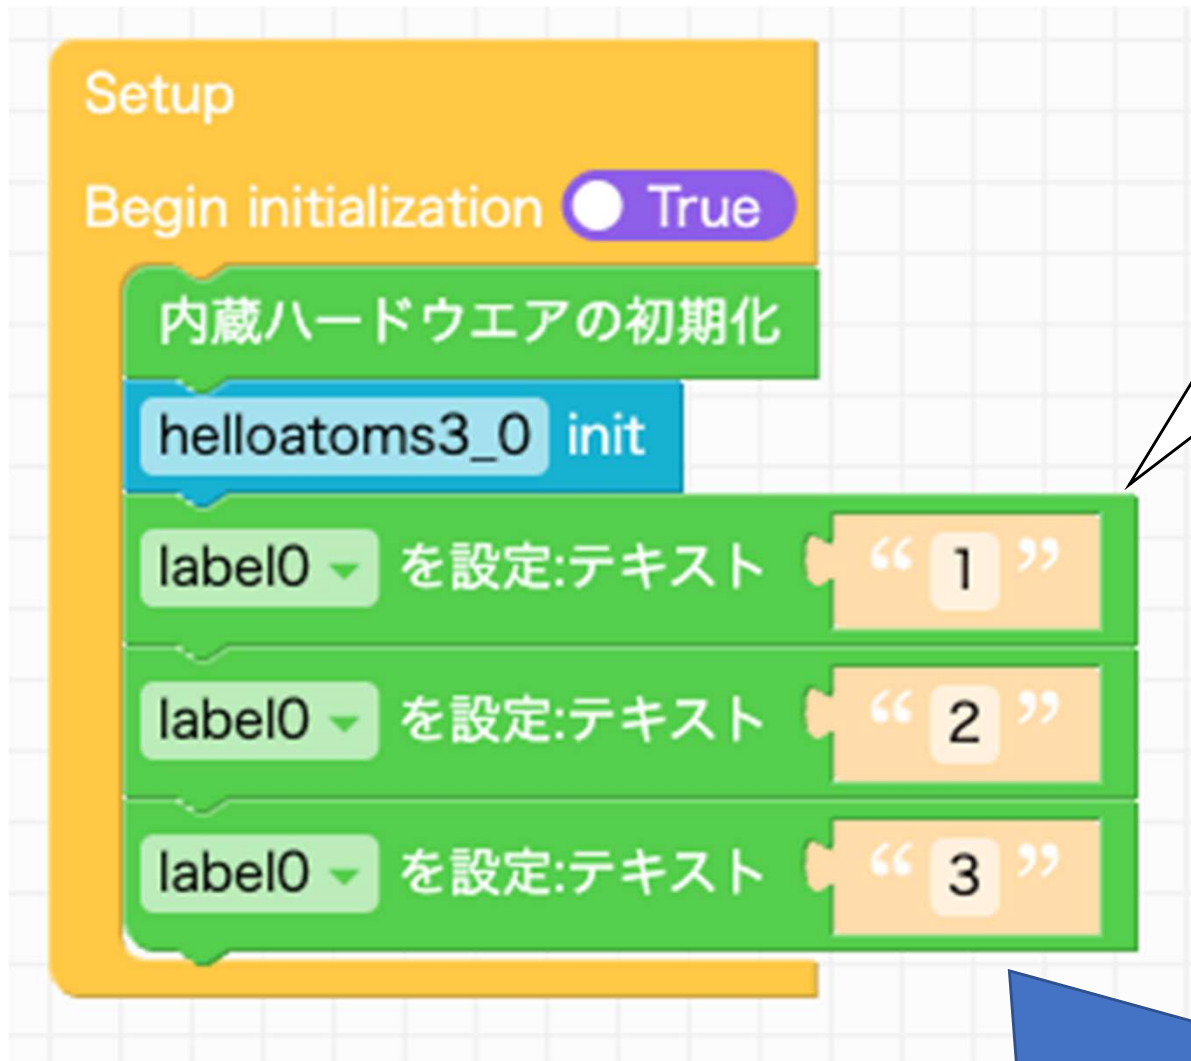 Setup
Begin initialization True
内蔵ハードウエアの初期化
helloatoms3_0 init
label0 を設定:テキスト “ 1 ”
label0 を設定:テキスト “ 2 ”
label0 を設定:テキスト “ 3 ”